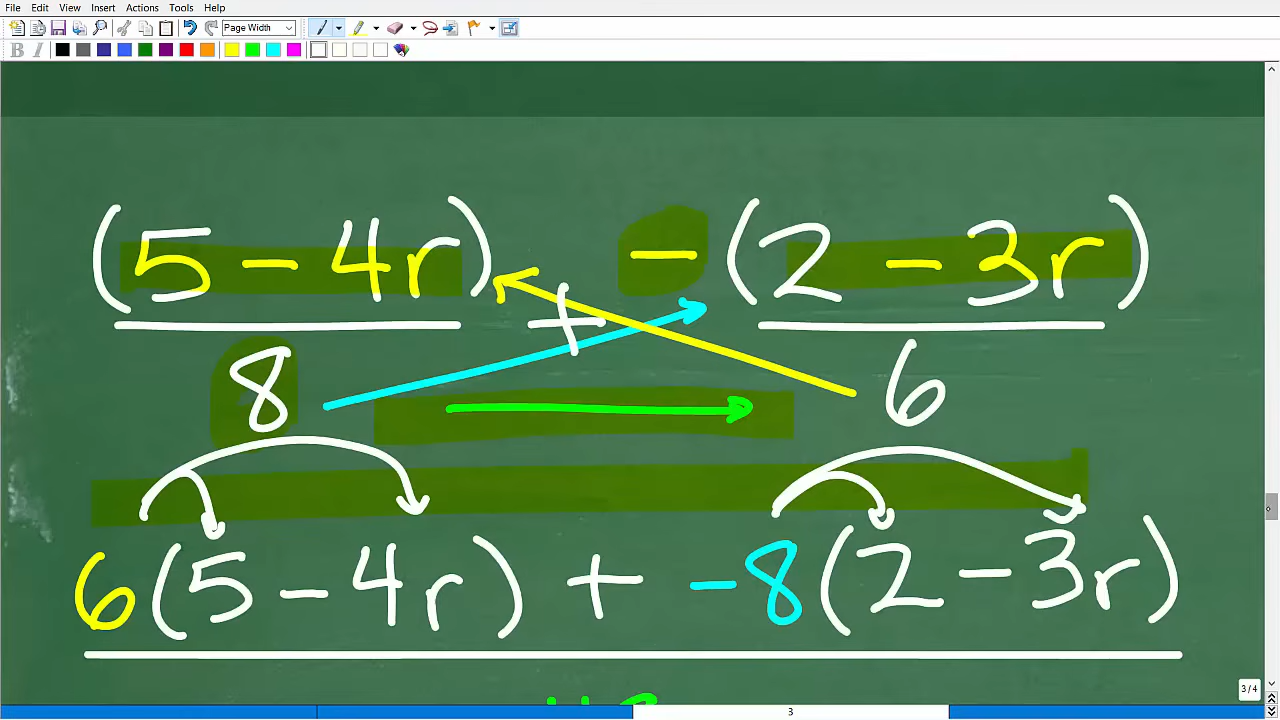 File Edit View Insert Actions Tools Help
Page Width
B I
(5 - 4r) + - (2 - 3r)
8 6
6(5 - 4r) + -8(2 - 3r)
3/4
3